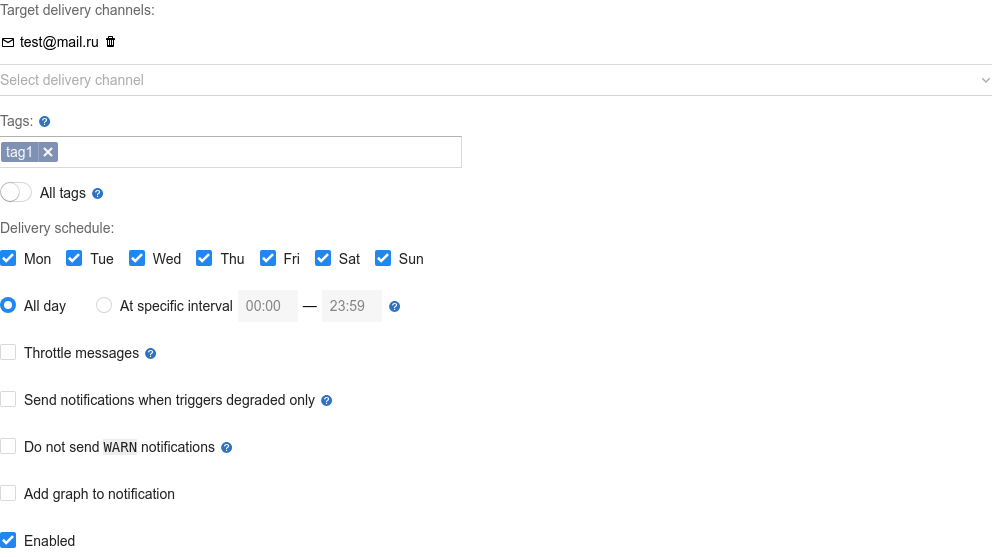 Target delivery channels:
test@mail.ru
Select delivery channel
Tags: ?
tag1
All tags ?
Delivery schedule:
Mon Tue Wed Thu Fri Sat Sun
All day At specific interval 00:00 — 23:59 ?
Throttle messages ?
Send notifications when triggers degraded only ?
Do not send WARN notifications ?
Add graph to notification
Enabled